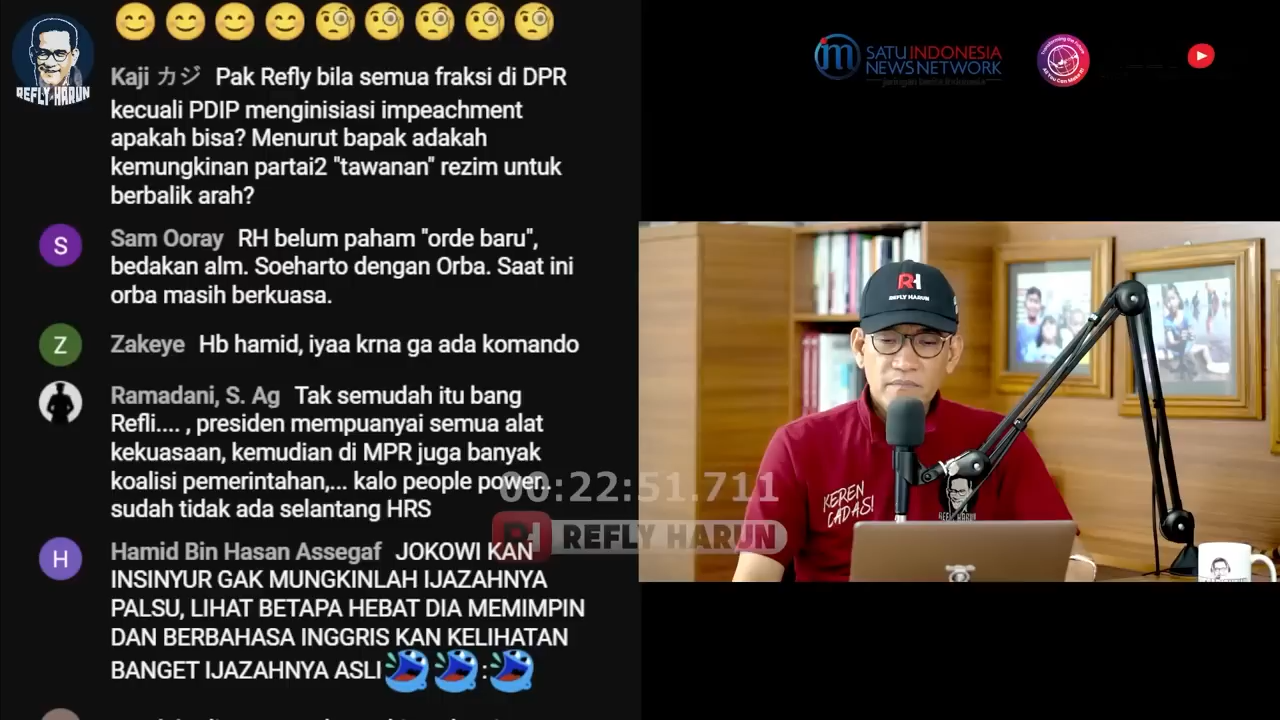 Kaji カジ Pak Refly bila semua fraksi di DPR
kecuali PDIP menginisiasi impeachment
apakah bisa? Menurut bapak adakah
kemungkinan partai2 "tawanan" rezim untuk
berbalik arah?
Sam Ooray RH belum paham "orde baru",
bedakan alm. Soeharto dengan Orba. Saat ini
orba masih berkuasa.
Zakeye Hb hamid, iyaa krna ga ada komando
Ramadani, S. Ag Tak semudah itu bang
Refli.... , presiden mempuanyai semua alat
kekuasaan, kemudian di MPR juga banyak
koalisi pemerintahan,... kalo people power..
sudah tidak ada selantang HRS
Hamid Bin Hasan Assegaf JOKOWI KAN
INSINYUR GAK MUNGKINLAH IJAZAHNYA
PALSU, LIHAT BETAPA HEBAT DIA MEMIMPIN
DAN BERBAHASA INGGRIS KAN KELIHATAN
BANGET IJAZAHNYA ASLI :
S
Z
H
REFLY HARUN
00:22:51.711
RH REFLY HARUN
SATU INDONESIA
NEWS NETWORK
RH
REFLY HARUN
KEREN
CADAS!